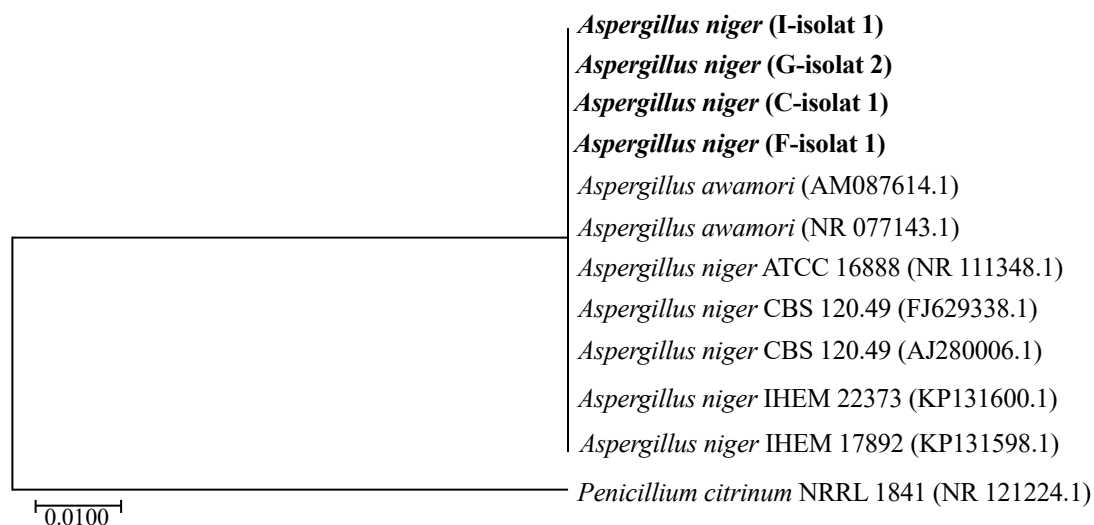 Aspergillus niger (I-isolat 1)
Aspergillus niger (G-isolat 2)
Aspergillus niger (C-isolat 1)
Aspergillus niger (F-isolat 1)
Aspergillus awamori (AM087614.1)
Aspergillus awamori (NR 077143.1)
Aspergillus niger ATCC 16888 (NR 111348.1)
Aspergillus niger CBS 120.49 (FJ629338.1)
Aspergillus niger CBS 120.49 (AJ280006.1)
Aspergillus niger IHEM 22373 (KP131600.1)
Aspergillus niger IHEM 17892 (KP131598.1)
Penicillium citrinum NRRL 1841 (NR 121224.1)
0.0100